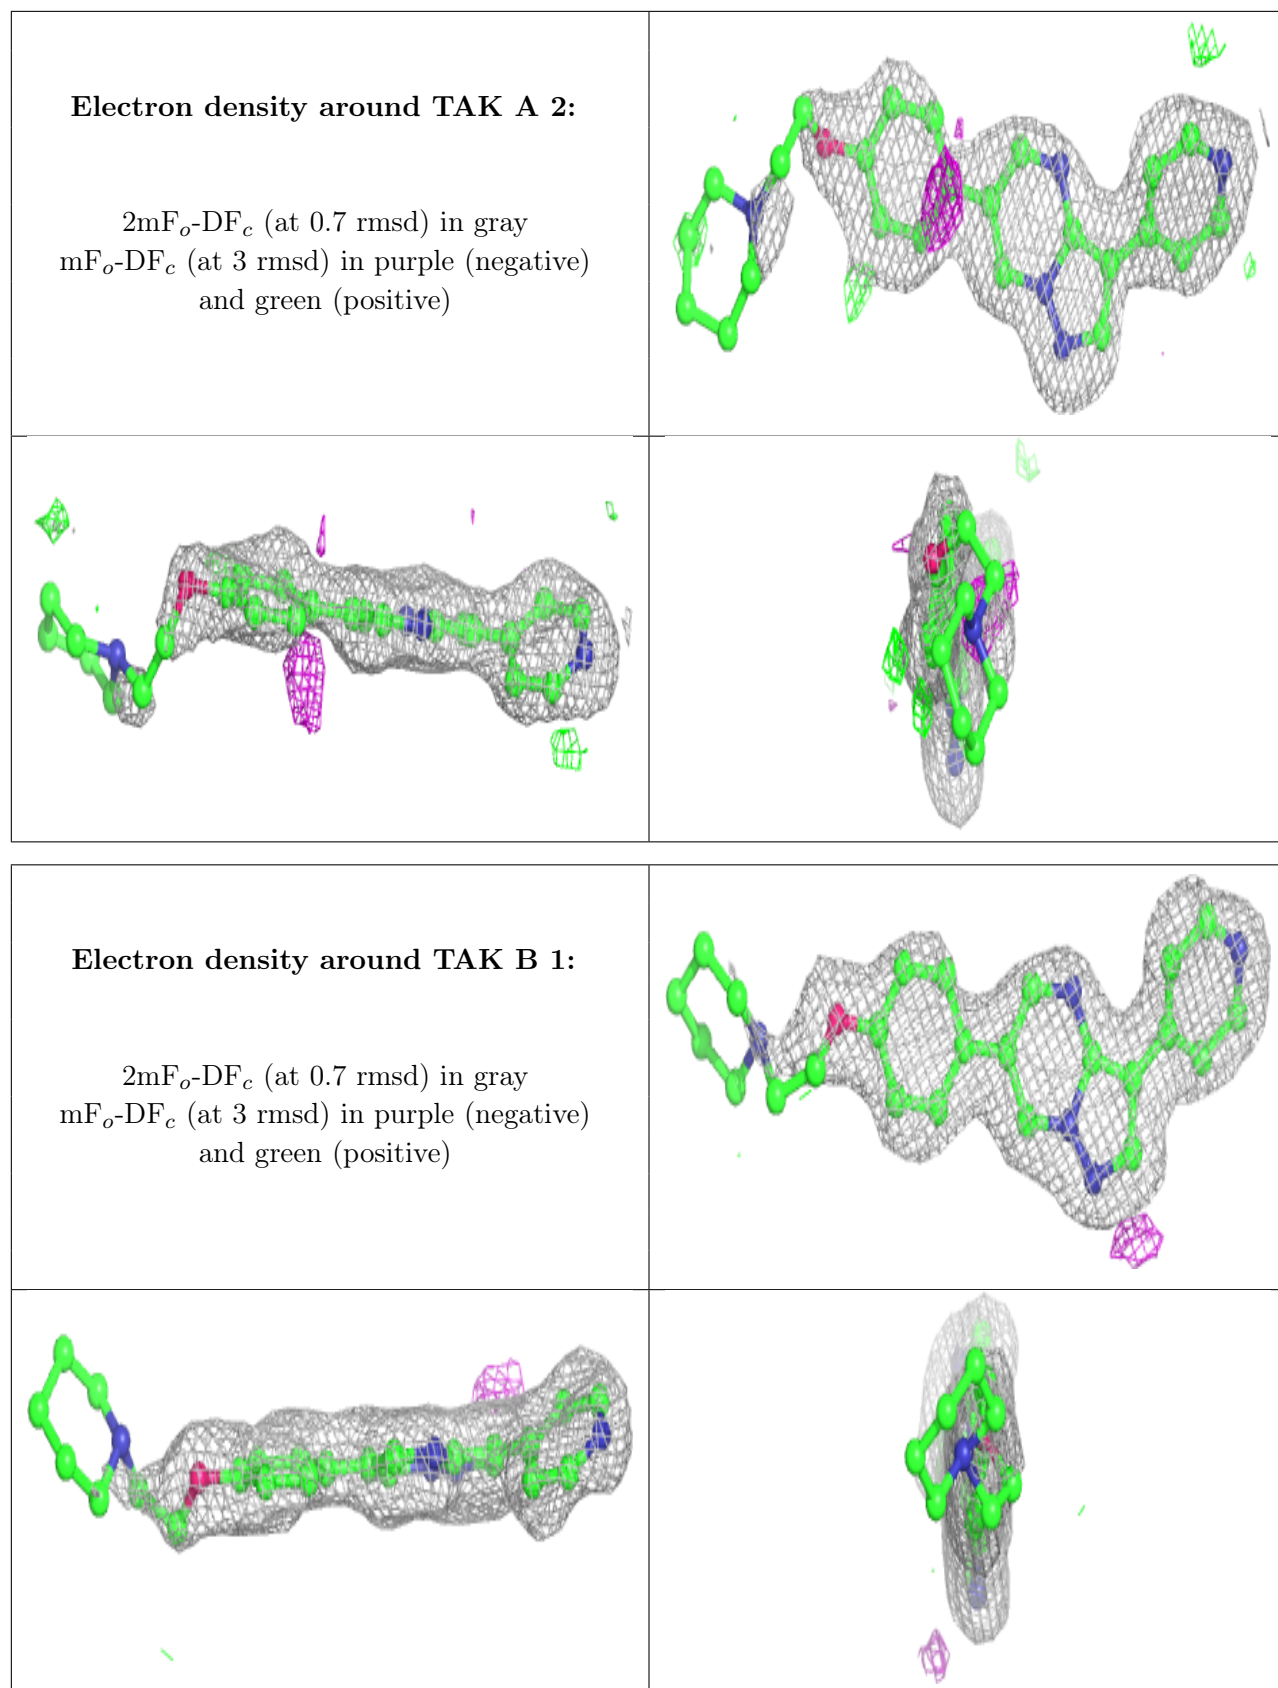 Electron density around TAK A 2:
2mFo-DFc (at 0.7 rmsd) in gray
mFo-DFc (at 3 rmsd) in purple (negative)
and green (positive)
Electron density around TAK B 1:
2mFo-DFc (at 0.7 rmsd) in gray
mFo-DFc (at 3 rmsd) in purple (negative)
and green (positive)